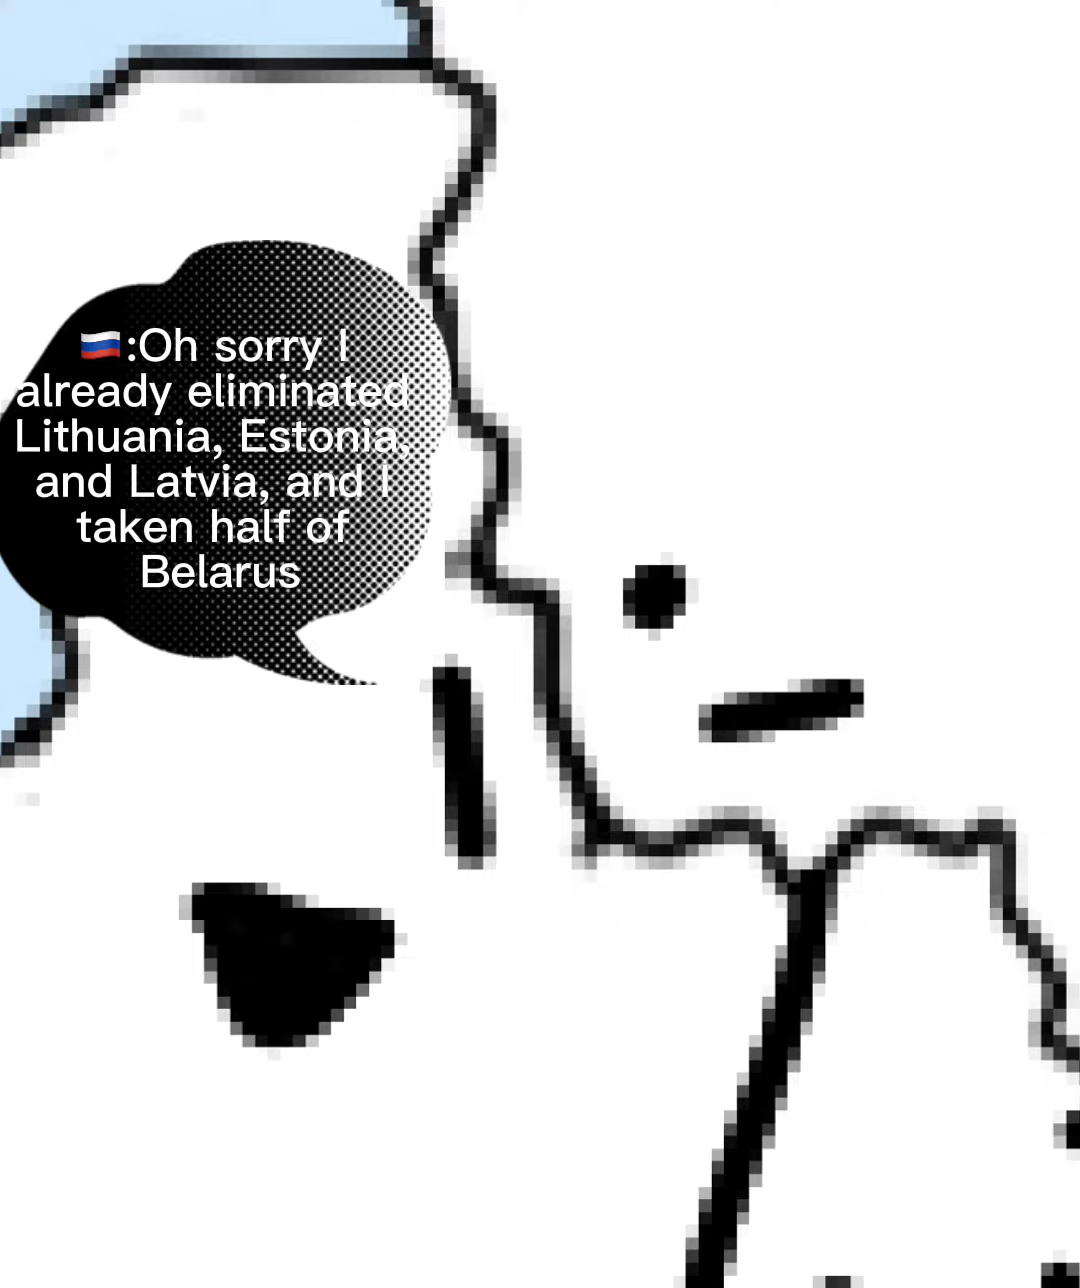 🇷🇺:Oh sorry I
already eliminated
Lithuania, Estonia,
and Latvia, and I
taken half of
Belarus